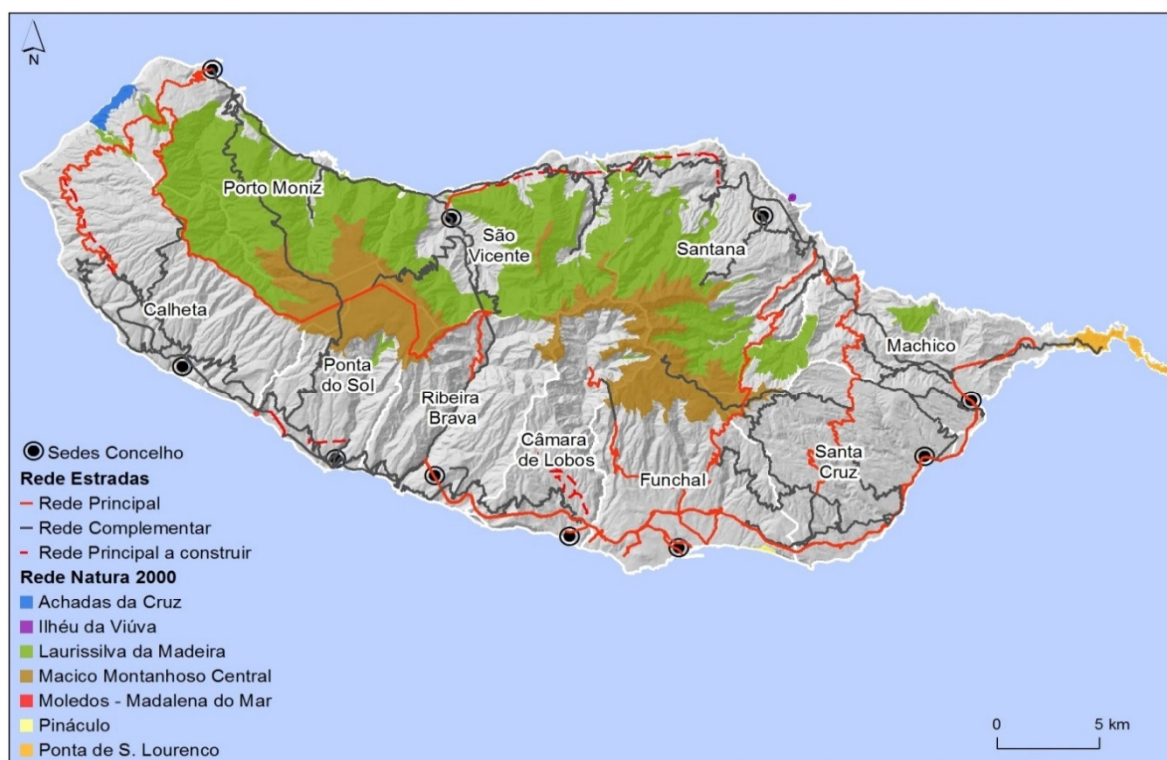 N
Porto Moniz
São
Vicente
Santana
Calheta
Machico
Ponta
do Sol
Ribeira
Brava
Câmara
de Lobos
Santa
Cruz
Funchal
Sedes Concelho
Rede Estradas
Rede Principal
Rede Complementar
Rede Principal a construir
Rede Natura 2000
Achadas da Cruz
Ilhéu da Viúva
Laurissilva da Madeira
Macico Montanhoso Central
Moledos - Madalena do Mar
Pináculo
Ponta de S. Lourenco
0 5 km